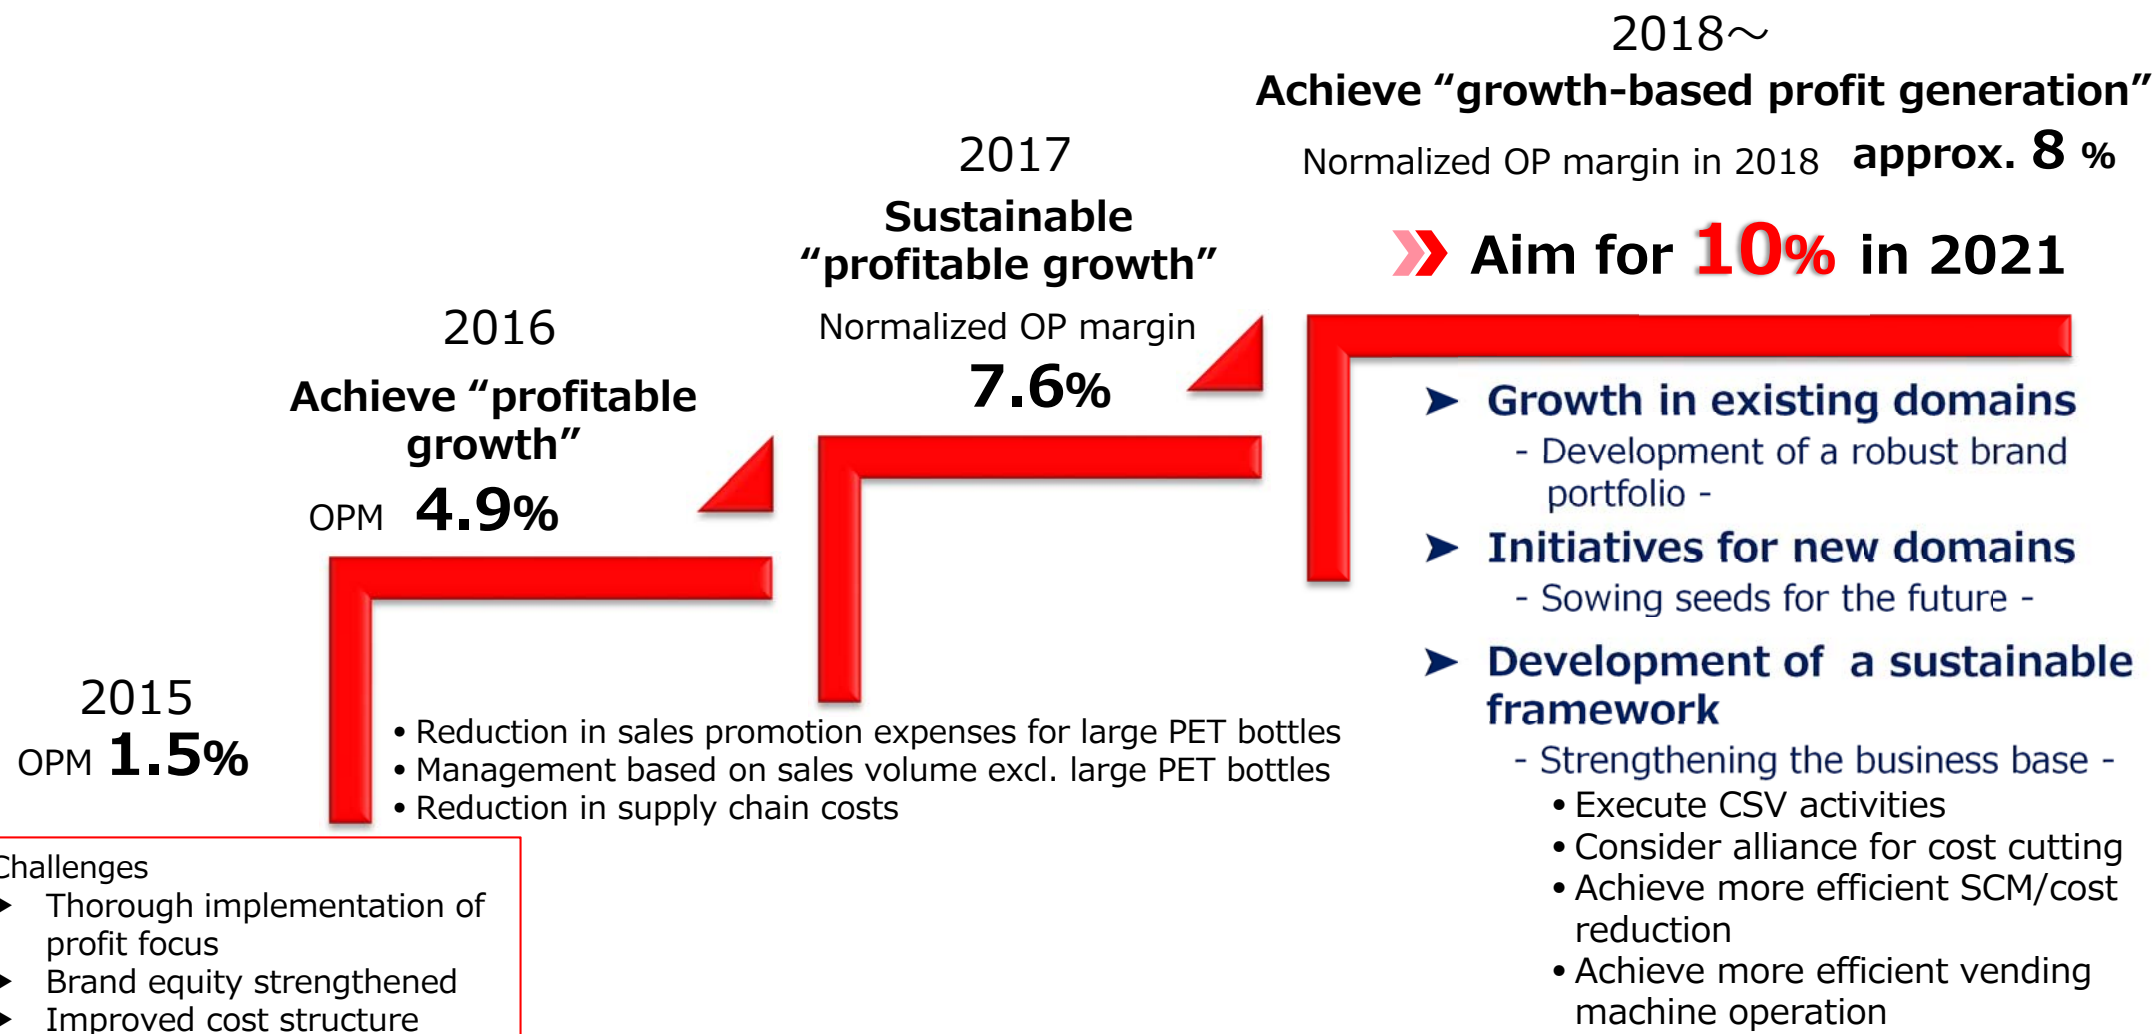 2018～
Achieve “growth-based profit generation”
Normalized OP margin in 2018 approx. 8 %
Aim for 10% in 2021
2017
Sustainable
“profitable growth”
Normalized OP margin
7.6%
2016
Achieve “profitable
growth”
OPM 4.9%
2015
OPM 1.5%
Challenges
➤ Thorough implementation of
profit focus
➤ Brand equity strengthened
➤ Improved cost structure
• Reduction in sales promotion expenses for large PET bottles
• Management based on sales volume excl. large PET bottles
• Reduction in supply chain costs
➤ Growth in existing domains
- Development of a robust brand
portfolio -
➤ Initiatives for new domains
- Sowing seeds for the future -
➤ Development of a sustainable
framework
- Strengthening the business base -
• Execute CSV activities
• Consider alliance for cost cutting
• Achieve more efficient SCM/cost
reduction
• Achieve more efficient vending
machine operation